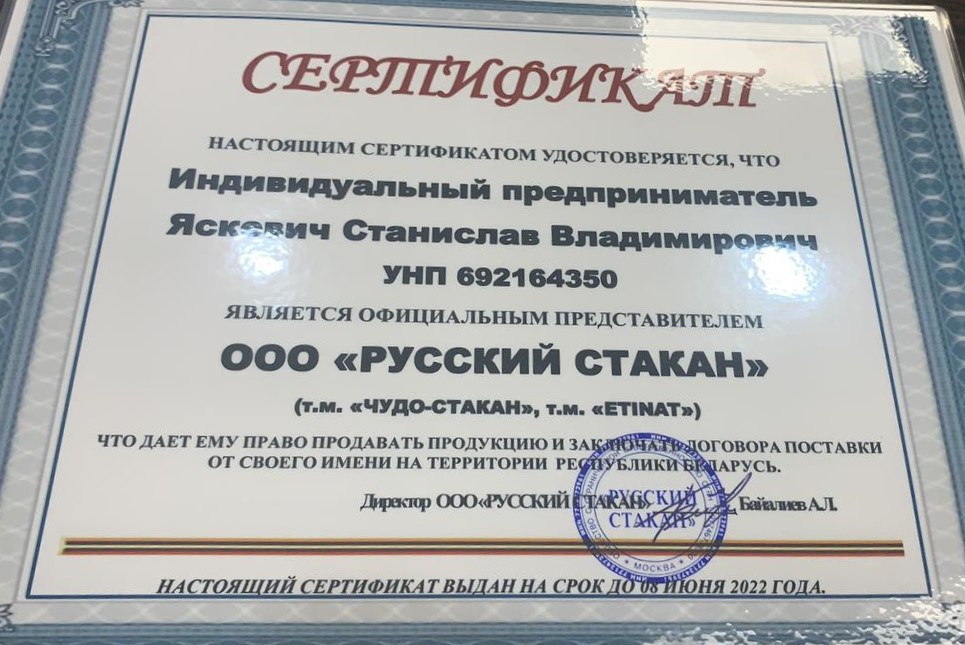 СЕРТИФИКАТ
НАСТОЯЩИМ СЕРТИФИКАТОМ УДОСТОВЕРЯЕТСЯ, ЧТО
Индивидуальный предприниматель
Яскевич Станислав Владимирович
УНП 692164350
ЯВЛЯЕТСЯ ОФИЦИАЛЬНЫМ ПРЕДСТАВИТЕЛЕМ
ООО «РУССКИЙ СТАКАН»
(т.м. «ЧУДО-СТАКАН», т.м. «ETINAT»)
ЧТО ДАЕТ ЕМУ ПРАВО ПРОДАВАТЬ ПРОДУКЦИЮ И ЗАКЛЮЧАТЬ ДОГОВОРА ПОСТАВКИ
ОТ СВОЕГО ИМЕНИ НА ТЕРРИТОРИИ РЕСПУБЛИКИ БЕЛАРУСЬ.
Директор ООО «РУССКИЙ СТАКАН» Байалиев А.Л.
РУССКИЙ
СТАКАН»
МОСКВА
НАСТОЯЩИЙ СЕРТИФИКАТ ВЫДАН НА СРОК ДО 08 ИЮНЯ 2022 ГОДА.